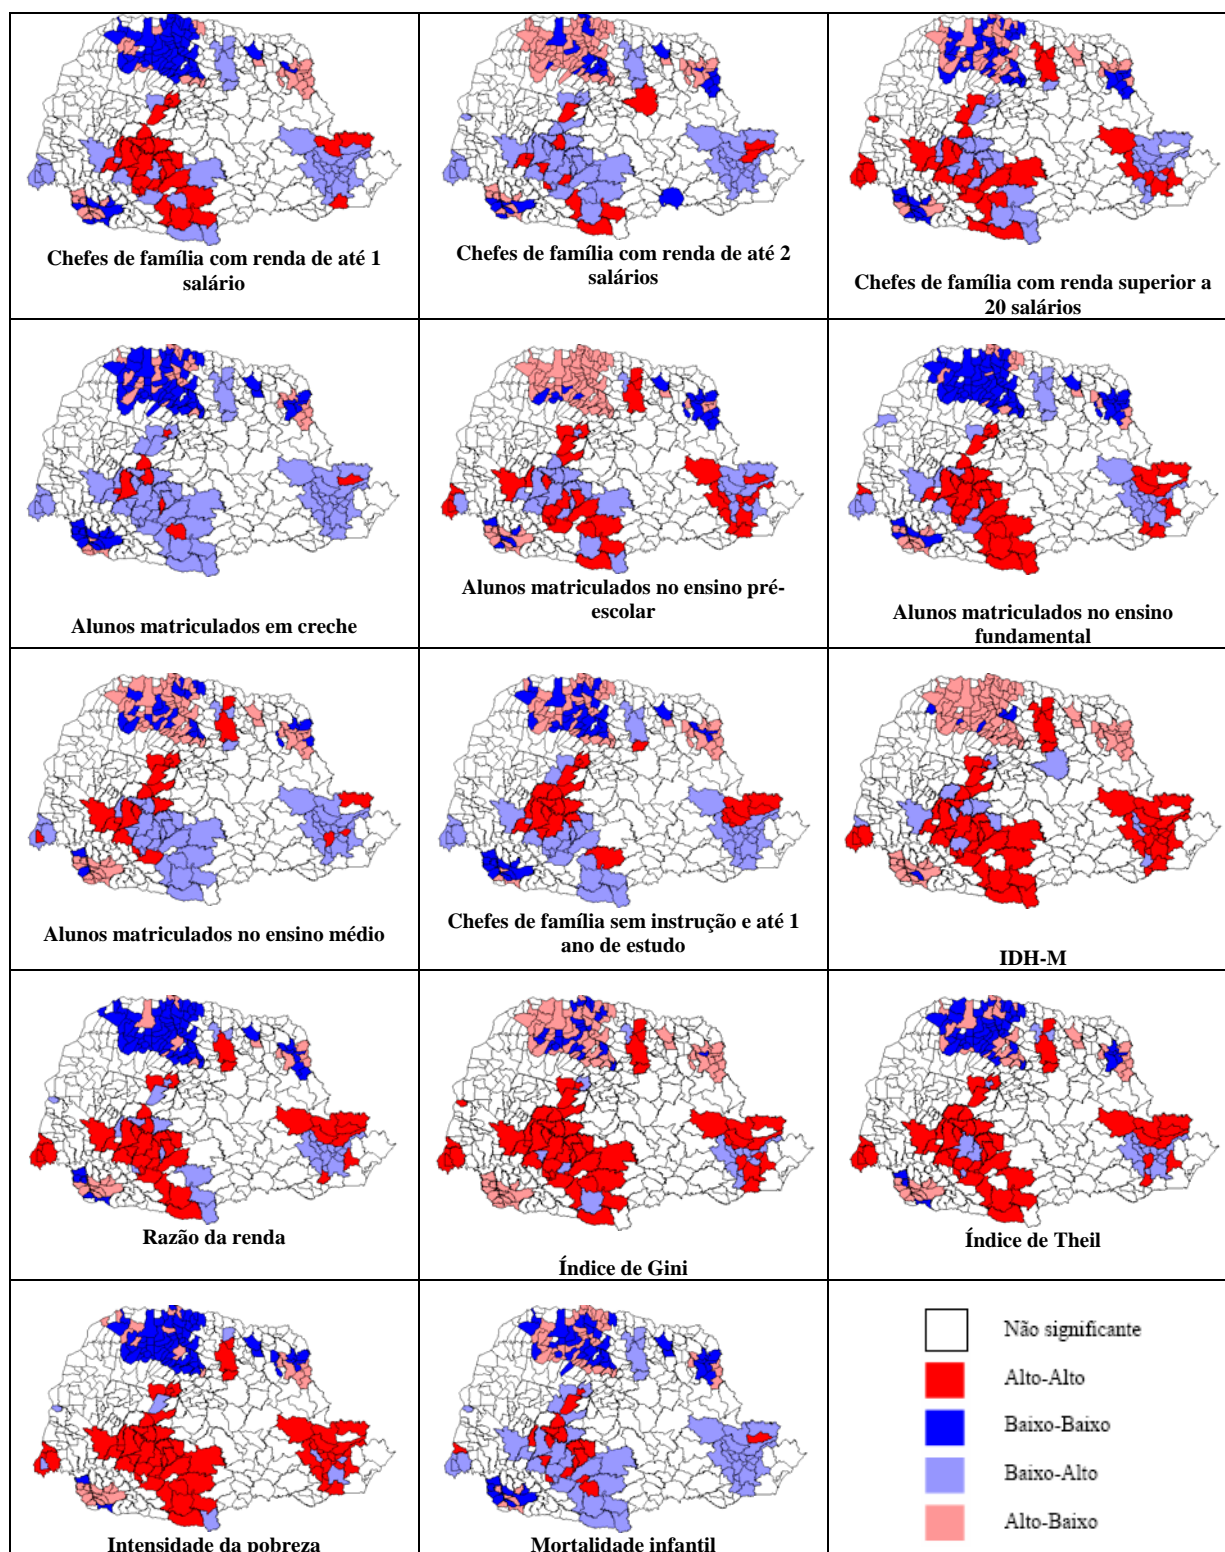 Chefes de família com renda de até 1
salário
Chefes de família com renda de até 2
salários
Chefes de família com renda superior a
20 salários
Alunos matriculados em creche
Alunos matriculados no ensino pré-
escolar
Alunos matriculados no ensino
fundamental
Alunos matriculados no ensino médio
Chefes de família sem instrução e até 1
ano de estudo
IDH-M
Razão da renda
Índice de Gini
Índice de Theil
Intensidade da pobreza
Mortalidade infantil
Não significante
Alto-Alto
Baixo-Baixo
Baixo-Alto
Alto-Baixo